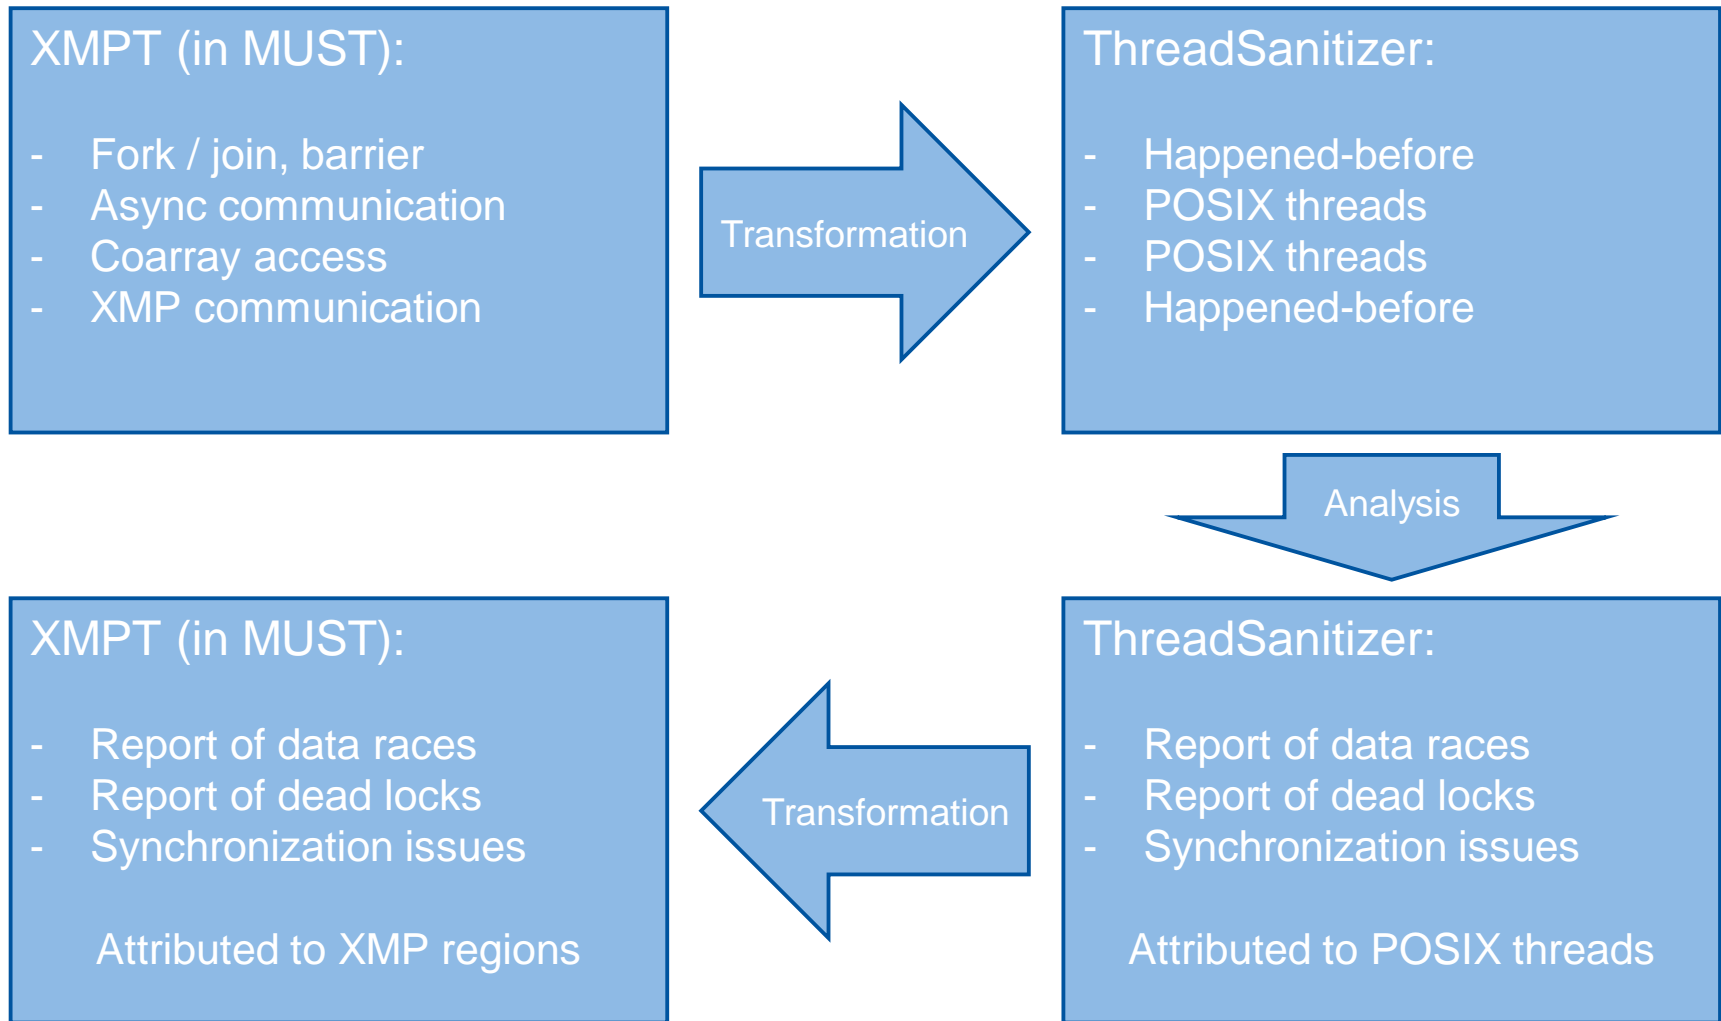 XMPT (in MUST):
- Fork / join, barrier
- Async communication
- Coarray access
- XMP communication
Transformation
ThreadSanitizer:
- Happened-before
- POSIX threads
- POSIX threads
- Happened-before
Analysis
ThreadSanitizer:
- Report of data races
- Report of dead locks
- Synchronization issues
Attributed to POSIX threads
Transformation
XMPT (in MUST):
- Report of data races
- Report of dead locks
- Synchronization issues
Attributed to XMP regions